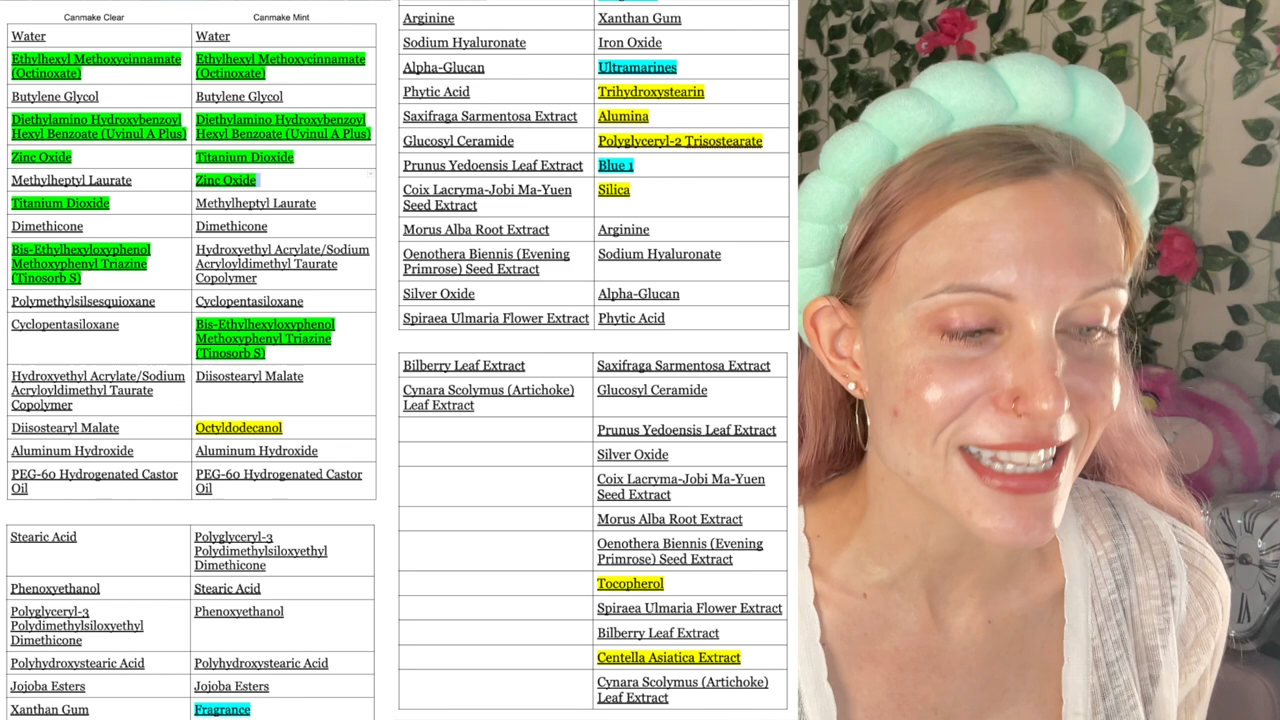 Canmake Clear
Canmake Mint
Water
Water
Ethylhexyl Methoxycinnamate
(Octinoxate)
Ethylhexyl Methoxycinnamate
(Octinoxate)
Butylene Glycol
Butylene Glycol
Diethylamino Hydroxybenzoyl
Hexyl Benzoate (Uvinul A Plus)
Diethylamino Hydroxybenzoyl
Hexyl Benzoate (Uvinul A Plus)
Zinc Oxide
Titanium Dioxide
Methylheptyl Laurate
Zinc Oxide
Titanium Dioxide
Methylheptyl Laurate
Dimethicone
Dimethicone
Bis-Ethylhexyloxyphenol
Methoxyphenyl Triazine
(Tinosorb S)
Hydroxyethyl Acrylate/Sodium
Acryloyldimethyl Taurate
Copolymer
Polymethylsilsesquioxane
Cyclopentasiloxane
Cyclopentasiloxane
Bis-Ethylhexyloxyphenol
Methoxyphenyl Triazine
(Tinosorb S)
Hydroxyethyl Acrylate/Sodium
Acryloyldimethyl Taurate
Copolymer
Diisostearyl Malate
Diisostearyl Malate
Octyldodecanol
Aluminum Hydroxide
Aluminum Hydroxide
PEG-60 Hydrogenated Castor
Oil
PEG-60 Hydrogenated Castor
Oil
Stearic Acid
Polyglyceryl-3
Polydimethylsiloxyethyl
Dimethicone
Phenoxyethanol
Stearic Acid
Polyglyceryl-3
Polydimethylsiloxyethyl
Dimethicone
Phenoxyethanol
Polyhydroxystearic Acid
Polyhydroxystearic Acid
Jojoba Esters
Jojoba Esters
Xanthan Gum
Fragrance
Arginine
Xanthan Gum
Sodium Hyaluronate
Iron Oxide
Alpha-Glucan
Ultramarines
Phytic Acid
Trihydroxystearin
Saxifraga Sarmentosa Extract
Alumina
Glucosyl Ceramide
Polyglyceryl-2 Trisostearate
Prunus Yedoensis Leaf Extract
Blue 1
Coix Lacryma-Jobi Ma-Yuen
Seed Extract
Silica
Morus Alba Root Extract
Arginine
Oenothera Biennis (Evening
Primrose) Seed Extract
Sodium Hyaluronate
Silver Oxide
Alpha-Glucan
Spiraea Ulmaria Flower Extract
Phytic Acid
Bilberry Leaf Extract
Saxifraga Sarmentosa Extract
Cynara Scolymus (Artichoke)
Leaf Extract
Glucosyl Ceramide
Prunus Yedoensis Leaf Extract
Silver Oxide
Coix Lacryma-Jobi Ma-Yuen
Seed Extract
Morus Alba Root Extract
Oenothera Biennis (Evening
Primrose) Seed Extract
Tocopherol
Spiraea Ulmaria Flower Extract
Bilberry Leaf Extract
Centella Asiatica Extract
Cynara Scolymus (Artichoke)
Leaf Extract